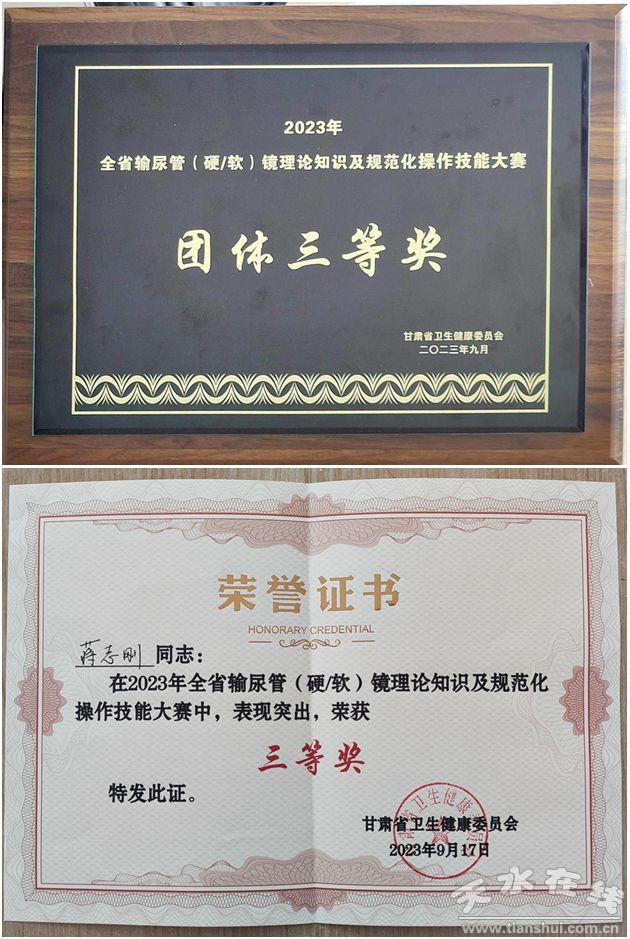 2023年
全省输尿管（硬/软）镜理论知识及规范化操作技能大赛
团体三等奖
甘肃省卫生健康委员会
二〇二三年九月
荣誉证书
HONORARY CREDENTIAL
蒋志刚 同志：
在2023年全省输尿管（硬/软）镜理论知识及规范化
操作技能大赛中，表现突出，荣获
三等奖
特发此证。
甘肃省卫生健康委员会
2023年9月17日
天水在线
www.tianshui.com.cn